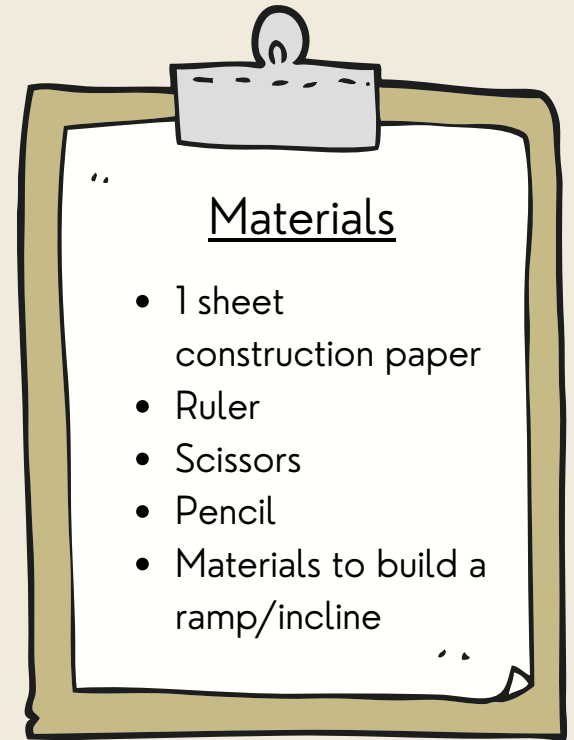 Materials
• 1 sheet
construction paper
• Ruler
• Scissors
• Pencil
• Materials to build a
ramp/incline